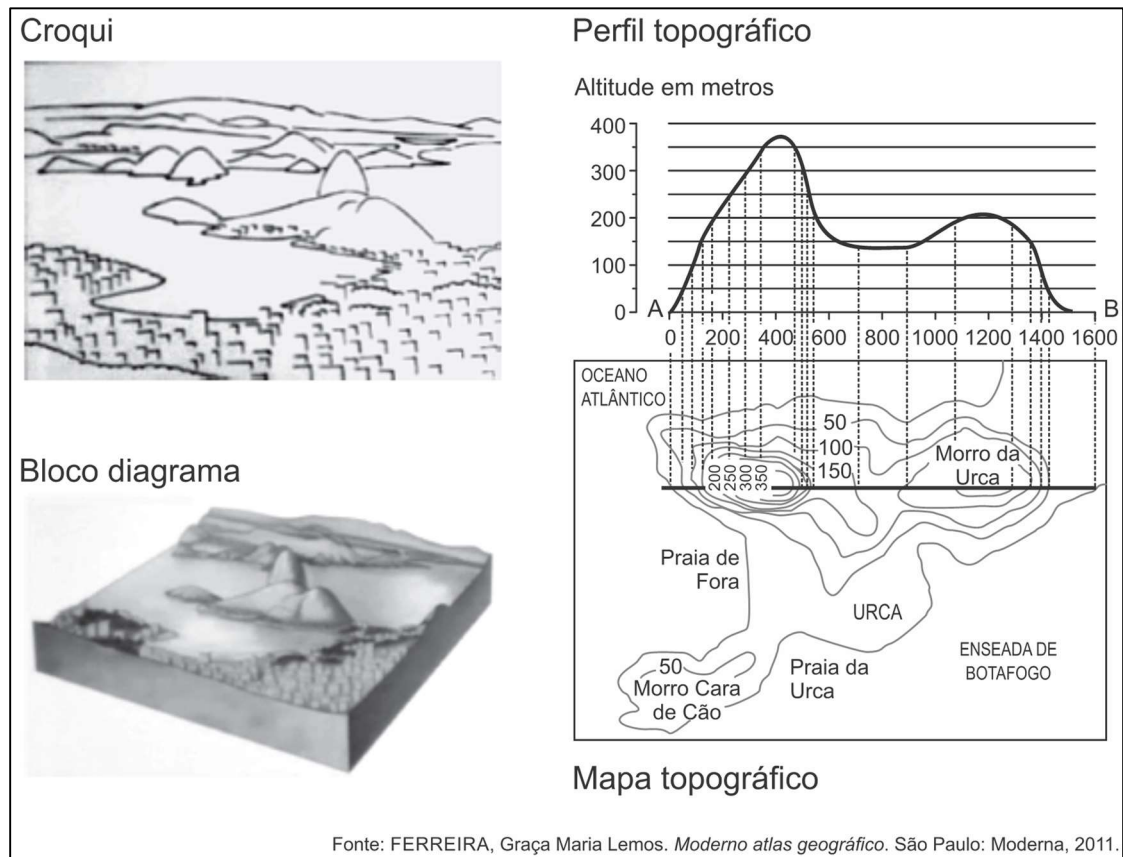 Croqui
Perfil topográfico
Altitude em metros
400
300
200
100
0
A
B
0
200
400
600
800
1000
1200
1400
1600
OCEANO
ATLÂNTICO
50
100
150
200
250
300
350
Morro da
Urca
Praia de
Fora
URCA
ENSEADA DE
BOTAFOGO
Praia da
Urca
50
Morro Cara
de Cão
Mapa topográfico
Bloco diagrama
Fonte: FERREIRA, Graça Maria Lemos. Moderno atlas geográfico. São Paulo: Moderna, 2011.